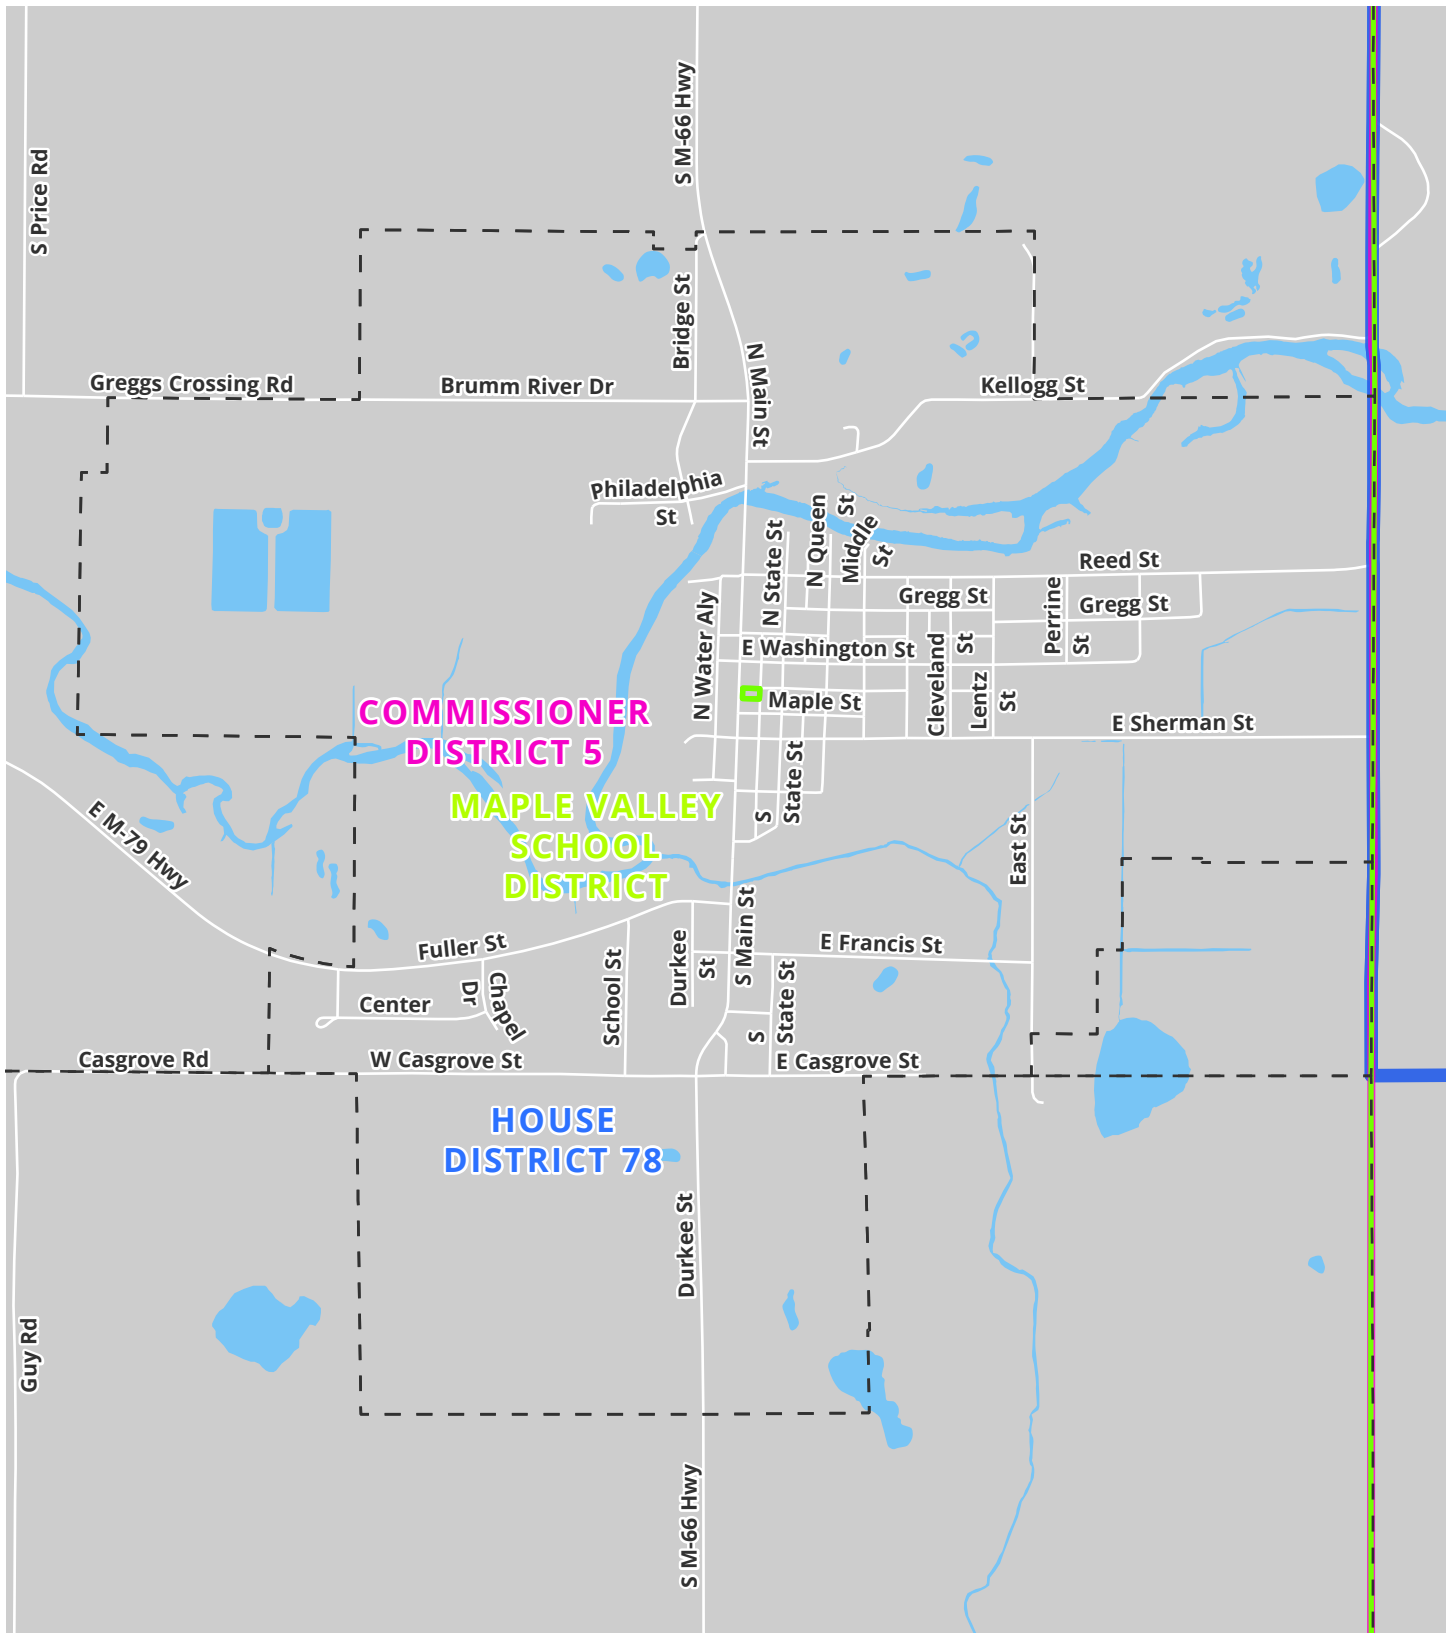 S M-66 Hwy
S Price Rd
Bridge St
N Main St
Greggs Crossing Rd
Brumm River Dr
Kellogg St
Philadelphia
St
N State St
N Queen
St
Middle
St
Reed St
Gregg St
Gregg St
Perrine
St
N Water Aly
E Washington St
Cleveland
St
Maple St
Lentz
St
COMMISSIONER
DISTRICT 5
E Sherman St
S
State St
MAPLE VALLEY
SCHOOL
DISTRICT
E M-79 Hwy
East St
S Main St
Fuller St
E Francis St
Durkee
St
School St
Center
Dr
Chapel
S
State St
Casgrove Rd
W Casgrove St
E Casgrove St
HOUSE
DISTRICT 78
Durkee St
Guy Rd
S M-66 Hwy